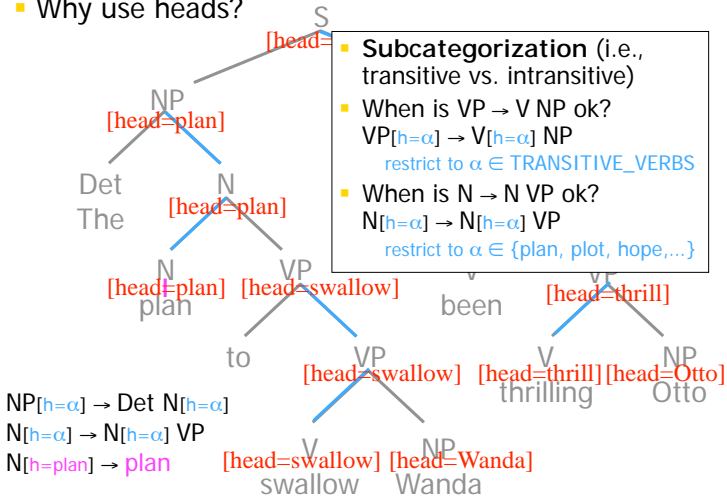 Why use heads?
S
[head=
Subcategorization (i.e.,
transitive vs. intransitive)
When is VP → V NP ok?
VP[h=α] → V[h=α] NP
restrict to α ∈ TRANSITIVE_VERBS
When is N → N VP ok?
N[h=α] → N[h=α] VP
restrict to α ∈ {plan, plot, hope,…}
NP
[head=plan]
Det
The
N
[head=plan]
N
[head=plan]
plan
VP
[head=swallow]
V
been
VP
[head=thrill]
to
VP
[head=swallow]
V
[head=thrill]
thrilling
NP
[head=Otto]
Otto
NP[h=α] → Det N[h=α]
N[h=α] → N[h=α] VP
N[h=plan] → plan
V
[head=swallow]
swallow
NP
[head=Wanda]
Wanda